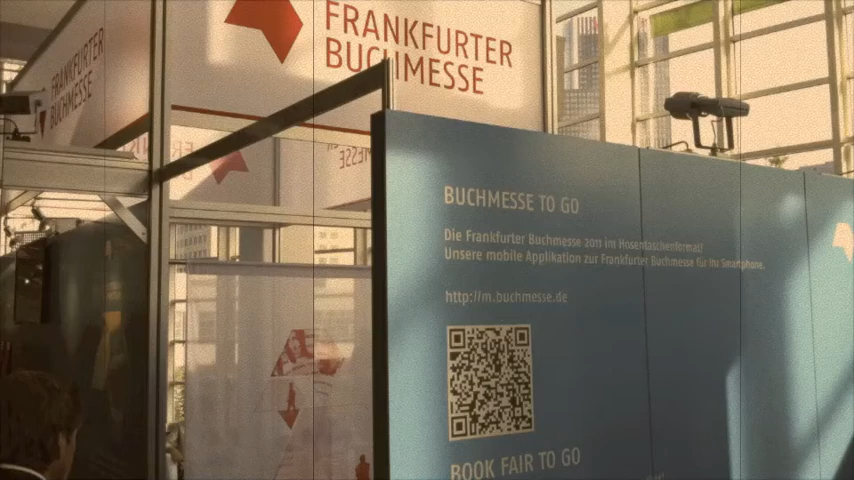 FRANKFURTER
BUCHMESSE
FRANKFURTER
BUCHMESSE
BUCHMESSE TO GO
Die Frankfurter Buchmesse 2011 im Hosentaschenformat!
Unsere mobile Applikation zur Frankfurter Buchmesse für Ihr Smartphone.
http://m.buchmesse.de
BOOK FAIR TO GO